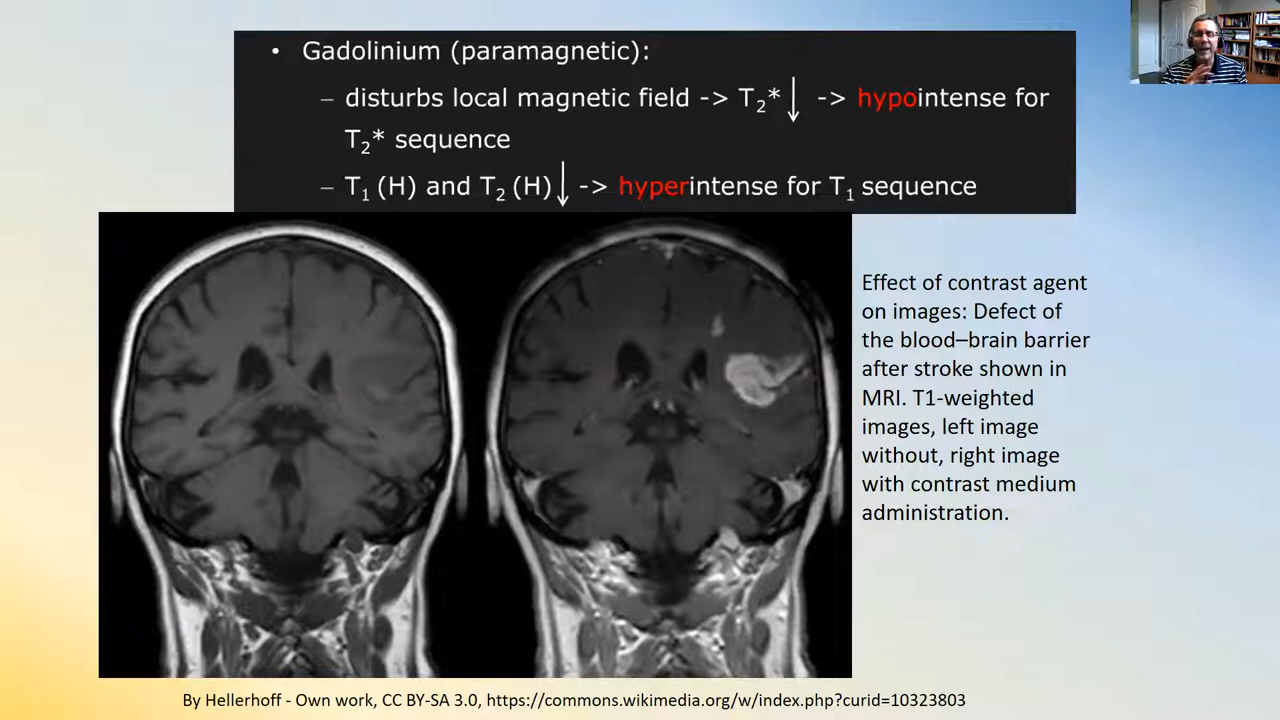 • Gadolinium (paramagnetic):
– disturbs local magnetic field -> T₂* ↓ -> hypointense for
T₂* sequence
– T₁ (H) and T₂ (H) ↓ -> hyperintense for T₁ sequence
Effect of contrast agent
on images: Defect of
the blood–brain barrier
after stroke shown in
MRI. T1-weighted
images, left image
without, right image
with contrast medium
administration.
By Hellerhoff - Own work, CC BY-SA 3.0, https://commons.wikimedia.org/w/index.php?curid=10323803